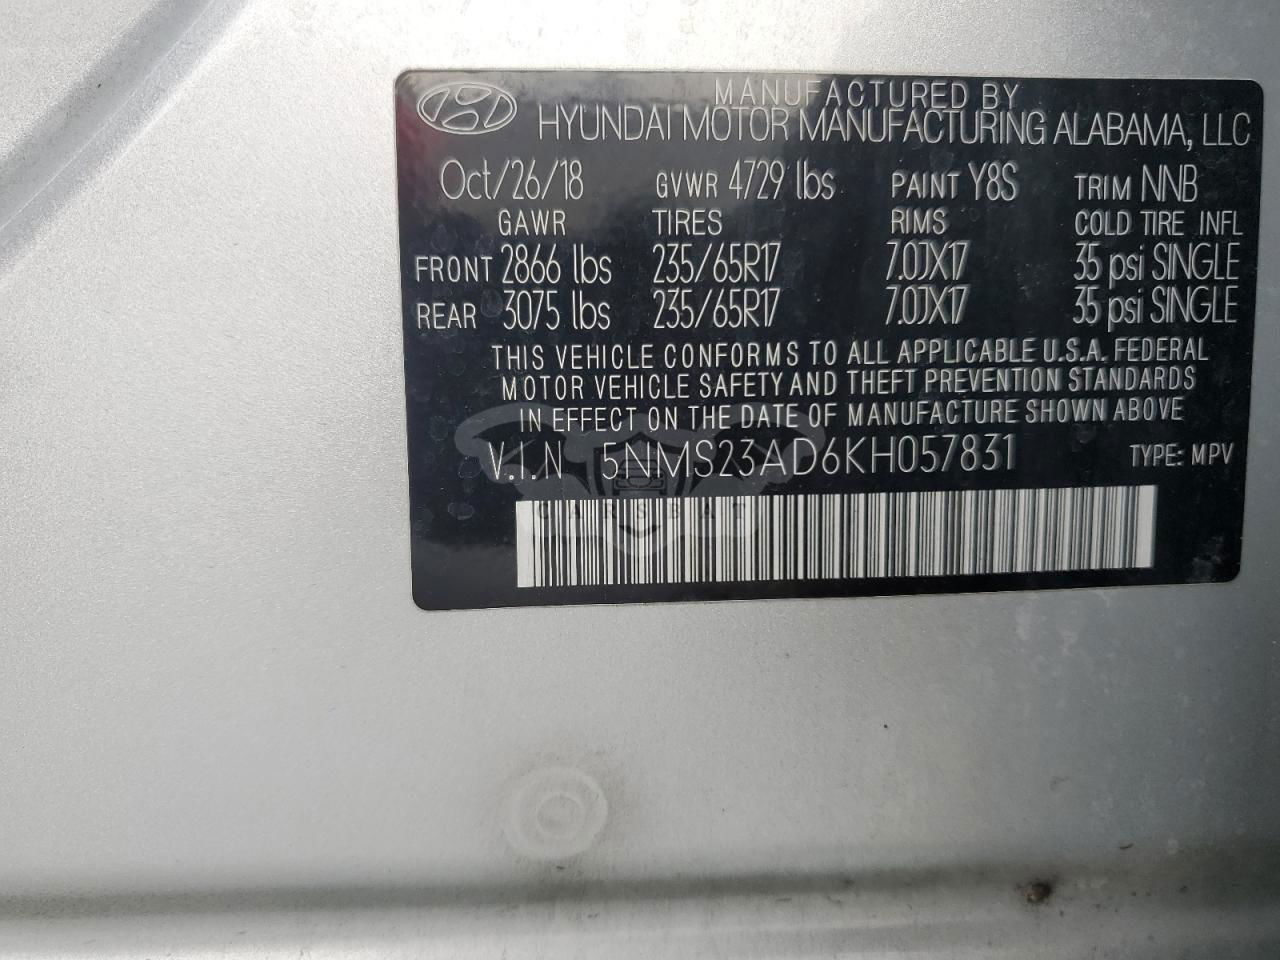 MANUFACTURED BY
HYUNDAI MOTOR MANUFACTURING ALABAMA, LLC
Oct/26/18 GVWR 4729 lbs PAINT Y8S TRIM NNB
GAWR TIRES RIMS COLD TIRE INFL
FRONT 2866 lbs 235/65R17 7.0JX17 35 psi SINGLE
REAR 3075 lbs 235/65R17 7.0JX17 35 psi SINGLE
THIS VEHICLE CONFORMS TO ALL APPLICABLE U.S.A. FEDERAL
MOTOR VEHICLE SAFETY AND THEFT PREVENTION STANDARDS
IN EFFECT ON THE DATE OF MANUFACTURE SHOWN ABOVE
V.I.N 5NMS23AD6KH057831 TYPE: MPV
CARSBAT